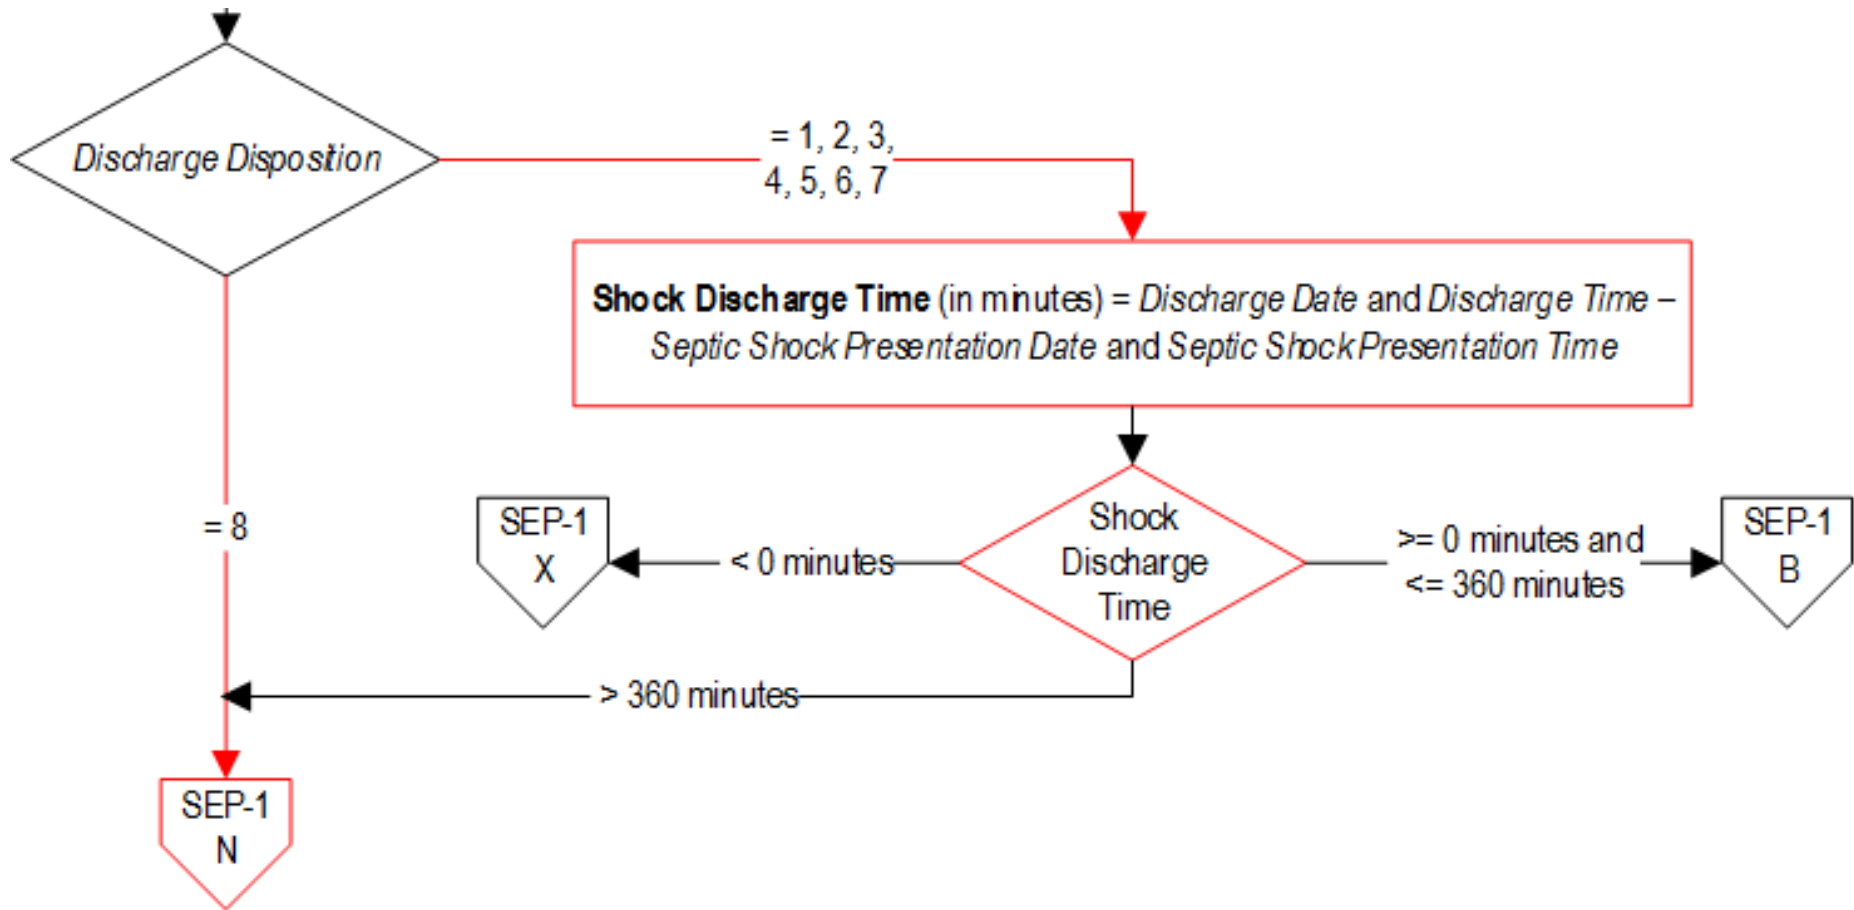 Discharge Disposition
= 1, 2, 3,
4, 5, 6, 7
Shock Discharge Time (in minutes) = Discharge Date and Discharge Time –
Septic Shock Presentation Date and Septic Shock Presentation Time
= 8
SEP-1
X
< 0 minutes
Shock
Discharge
Time
>= 0 minutes and
<= 360 minutes
SEP-1
B
> 360 minutes
SEP-1
N